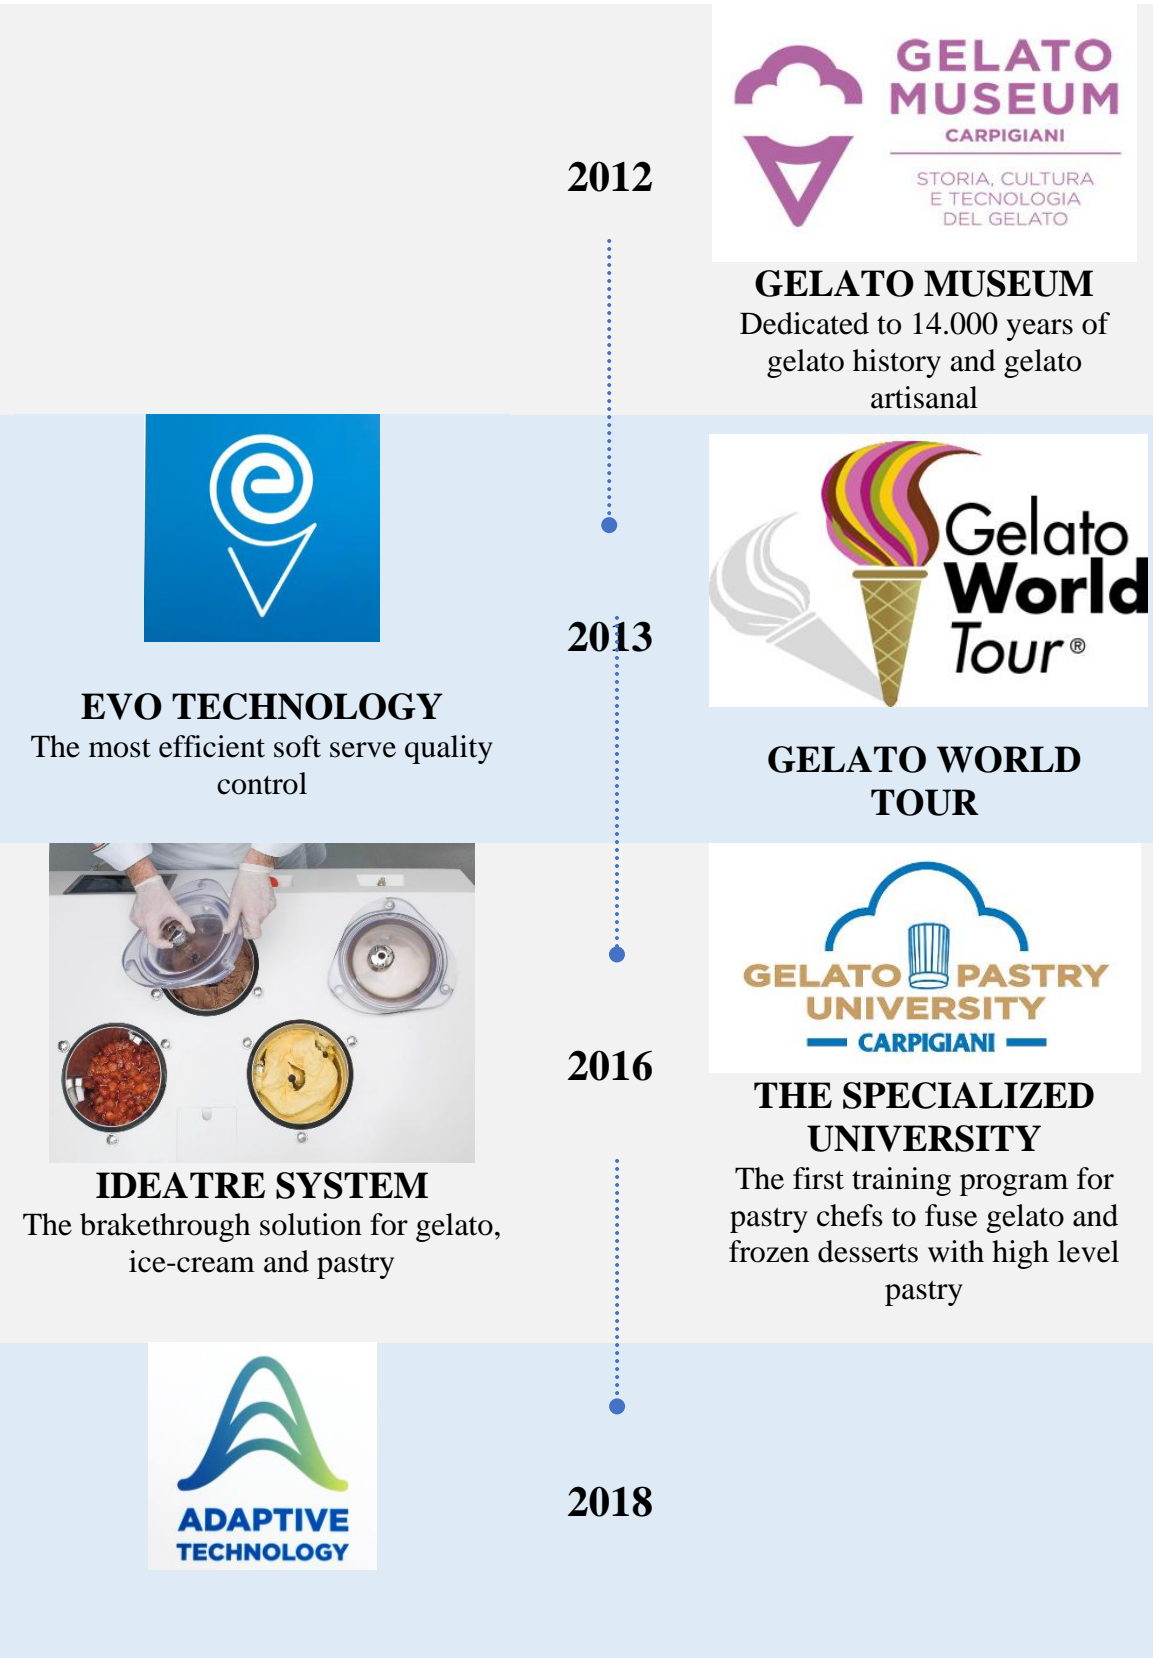 GELATO
MUSEUM
CARPIGIANI
STORIA, CULTURA
E TECNOLOGIA
DEL GELATO
2012
GELATO MUSEUM
Dedicated to 14.000 years of
gelato history and gelato
artisanal
e
Gelato
World
Tour®
2013
EVO TECHNOLOGY
The most efficient soft serve quality
control
GELATO WORLD
TOUR
GELATO PASTRY
UNIVERSITY
CARPIGIANI
2016
IDEATRE SYSTEM
The brakethrough solution for gelato,
ice-cream and pastry
THE SPECIALIZED
UNIVERSITY
The first training program for
pastry chefs to fuse gelato and
frozen desserts with high level
pastry
ADAPTIVE
TECHNOLOGY
2018